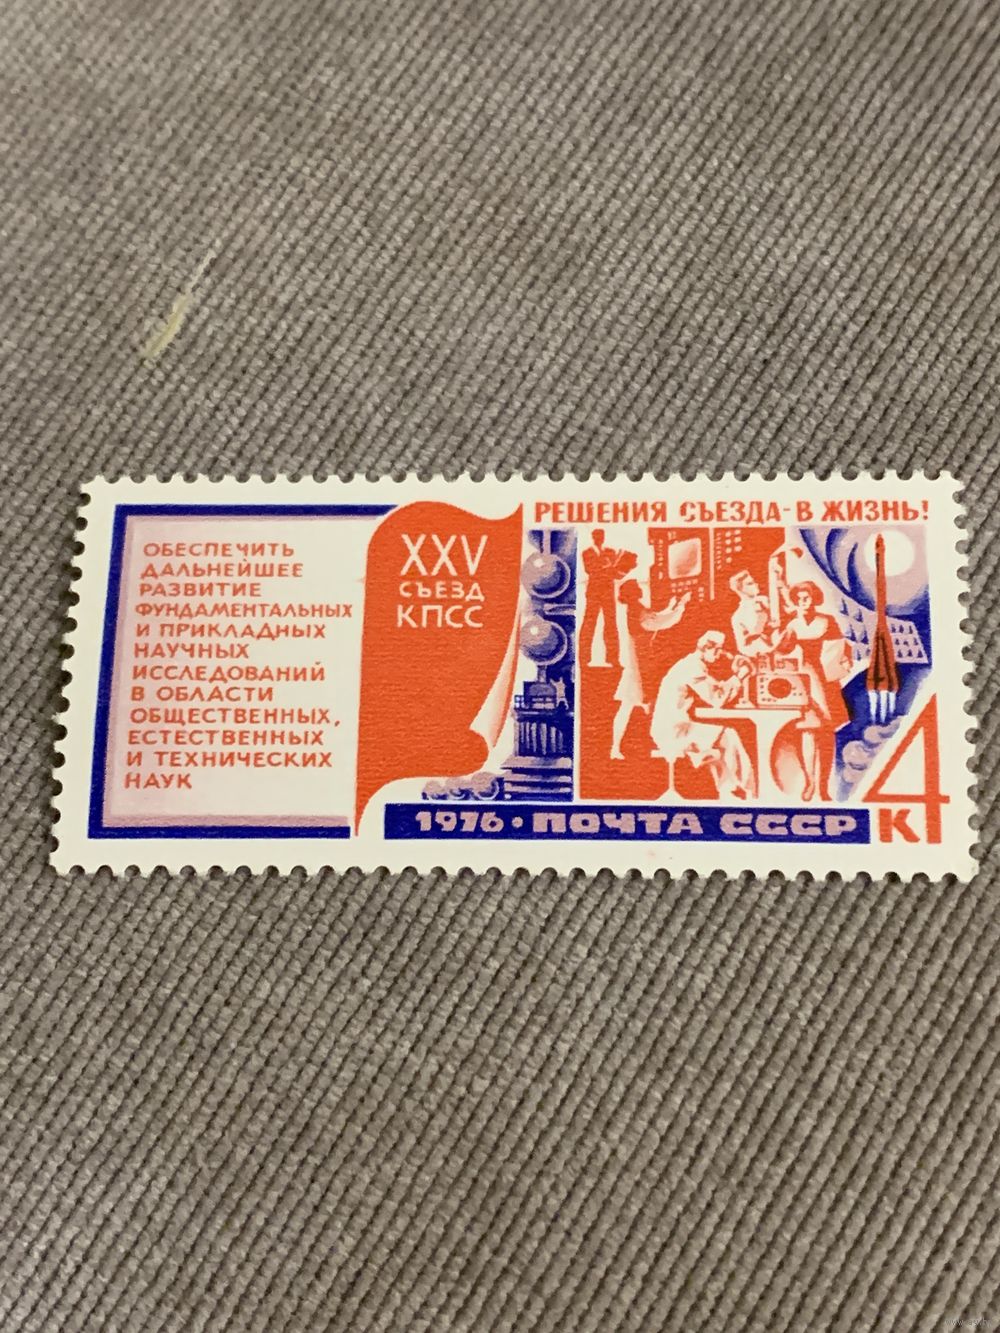 ОБЕСПЕЧИТЬ
ДАЛЬНЕЙШЕЕ
РАЗВИТИЕ
ФУНДАМЕНТАЛЬНЫХ
И ПРИКЛАДНЫХ
НАУЧНЫХ
ИССЛЕДОВАНИЙ
В ОБЛАСТИ
ОБЩЕСТВЕННЫХ,
ЕСТЕСТВЕННЫХ
И ТЕХНИЧЕСКИХ
НАУК
XXV
СЪЕЗД
КПСС
РЕШЕНИЯ СЪЕЗДА-В ЖИЗНЬ!
1976•ПОЧТА СССР
4
К